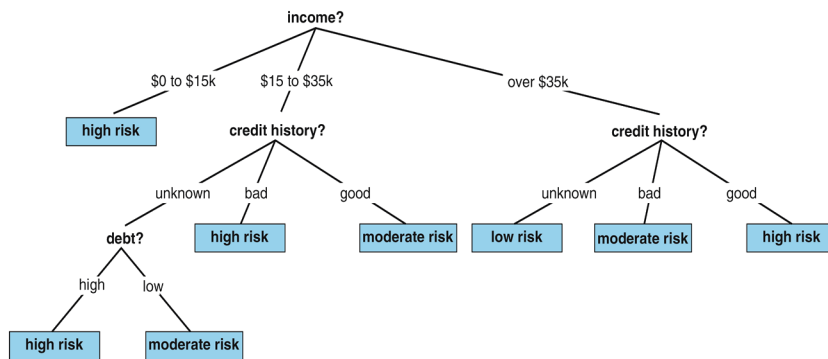 income?
$0 to $15k
$15 to $35k
over $35k
high risk
credit history?
credit history?
unknown
bad
good
unknown
bad
good
debt?
high risk
moderate risk
low risk
moderate risk
high risk
high
low
high risk
moderate risk